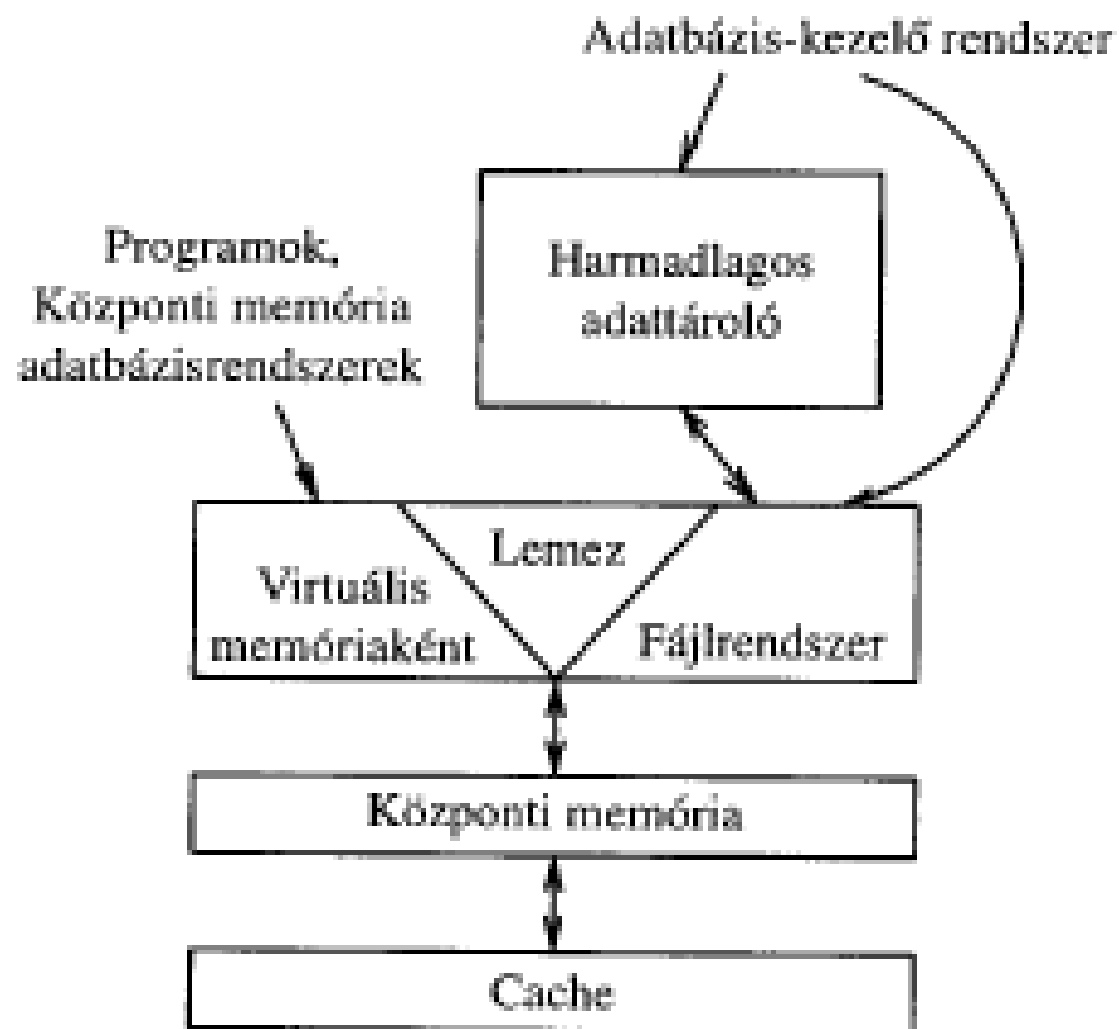 Adatbázis-kezelő rendszer
Harmadlagos
adattároló
Programok,
Központi memória
adatbázisrendszerek
Lemez
Virtuális
memóriaként
Fájlrendszer
Központi memória
Cache